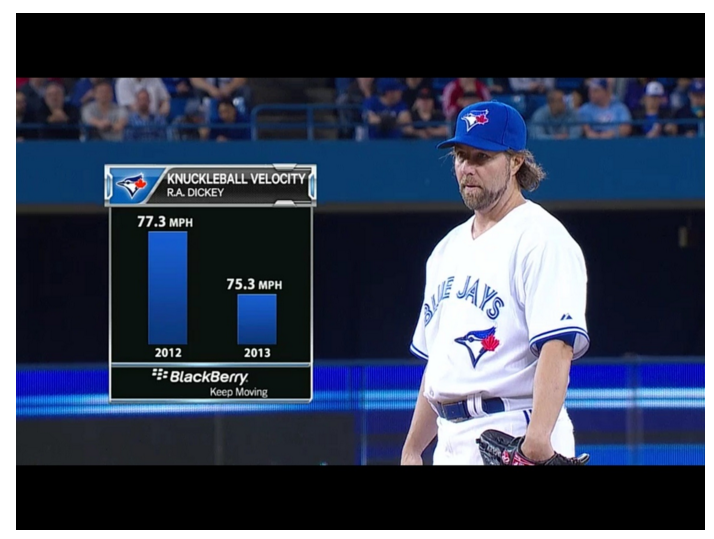 KNUCKLEBALL VELOCITY
R.A. DICKEY
77.3 MPH
75.3 MPH
2012
2013
BlackBerry
Keep Moving
BLUE JAYS